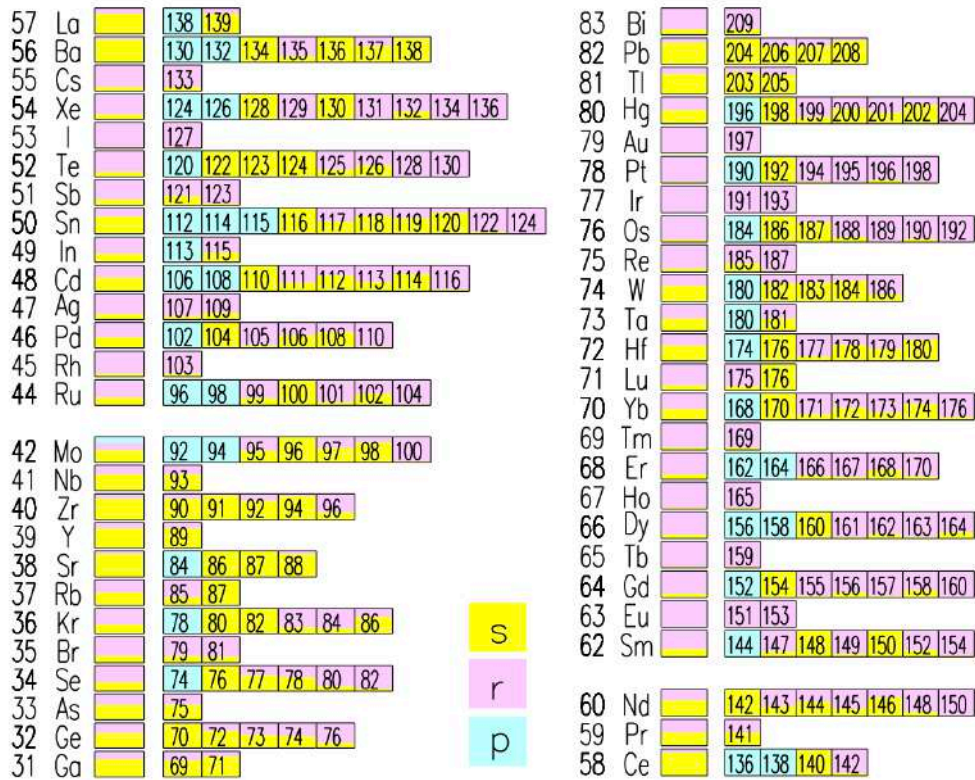 57 La 138 139
56 Ba 130 132 134 135 136 137 138
55 Cs 133
54 Xe 124 126 128 129 130 131 132 134 136
53 I 127
52 Te 120 122 123 124 125 126 128 130
51 Sb 121 123
50 Sn 112 114 115 116 117 118 119 120 122 124
49 In 113 115
48 Cd 106 108 110 111 112 113 114 116
47 Ag 107 109
46 Pd 102 104 105 106 108 110
45 Rh 103
44 Ru 96 98 99 100 101 102 104
42 Mo 92 94 95 96 97 98 100
41 Nb 93
40 Zr 90 91 92 94 96
39 Y 89
38 Sr 84 86 87 88
37 Rb 85 87
36 Kr 78 80 82 83 84 86
35 Br 79 81
34 Se 74 76 77 78 80 82
33 As 75
32 Ge 70 72 73 74 76
31 Ga 69 71
s
r
p
83 Bi 209
82 Pb 204 206 207 208
81 Tl 203 205
80 Hg 196 198 199 200 201 202 204
79 Au 197
78 Pt 190 192 194 195 196 198
77 Ir 191 193
76 Os 184 186 187 188 189 190 192
75 Re 185 187
74 W 180 182 183 184 186
73 Ta 180 181
72 Hf 174 176 177 178 179 180
71 Lu 175 176
70 Yb 168 170 171 172 173 174 176
69 Tm 169
68 Er 162 164 166 167 168 170
67 Ho 165
66 Dy 156 158 160 161 162 163 164
65 Tb 159
64 Gd 152 154 155 156 157 158 160
63 Eu 151 153
62 Sm 144 147 148 149 150 152 154
60 Nd 142 143 144 145 146 148 150
59 Pr 141
58 Ce 136 138 140 142